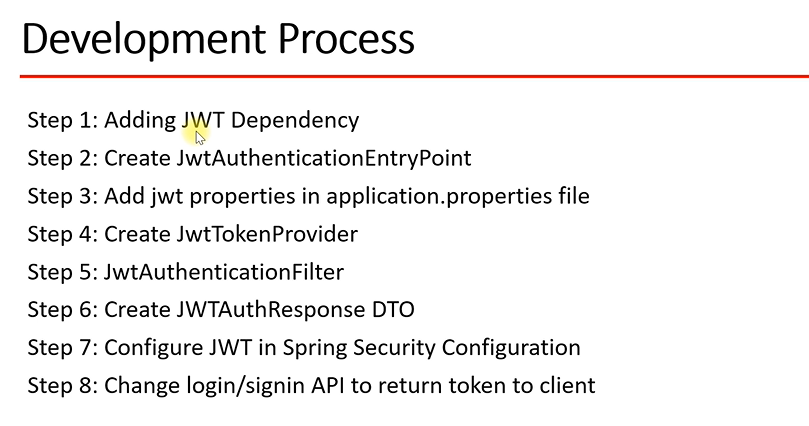 Development Process
Step 1: Adding JWT Dependency
Step 2: Create JwtAuthenticationEntryPoint
Step 3: Add jwt properties in application.properties file
Step 4: Create JwtTokenProvider
Step 5: JwtAuthenticationFilter
Step 6: Create JWTAuthResponse DTO
Step 7: Configure JWT in Spring Security Configuration
Step 8: Change login/signin API to return token to client